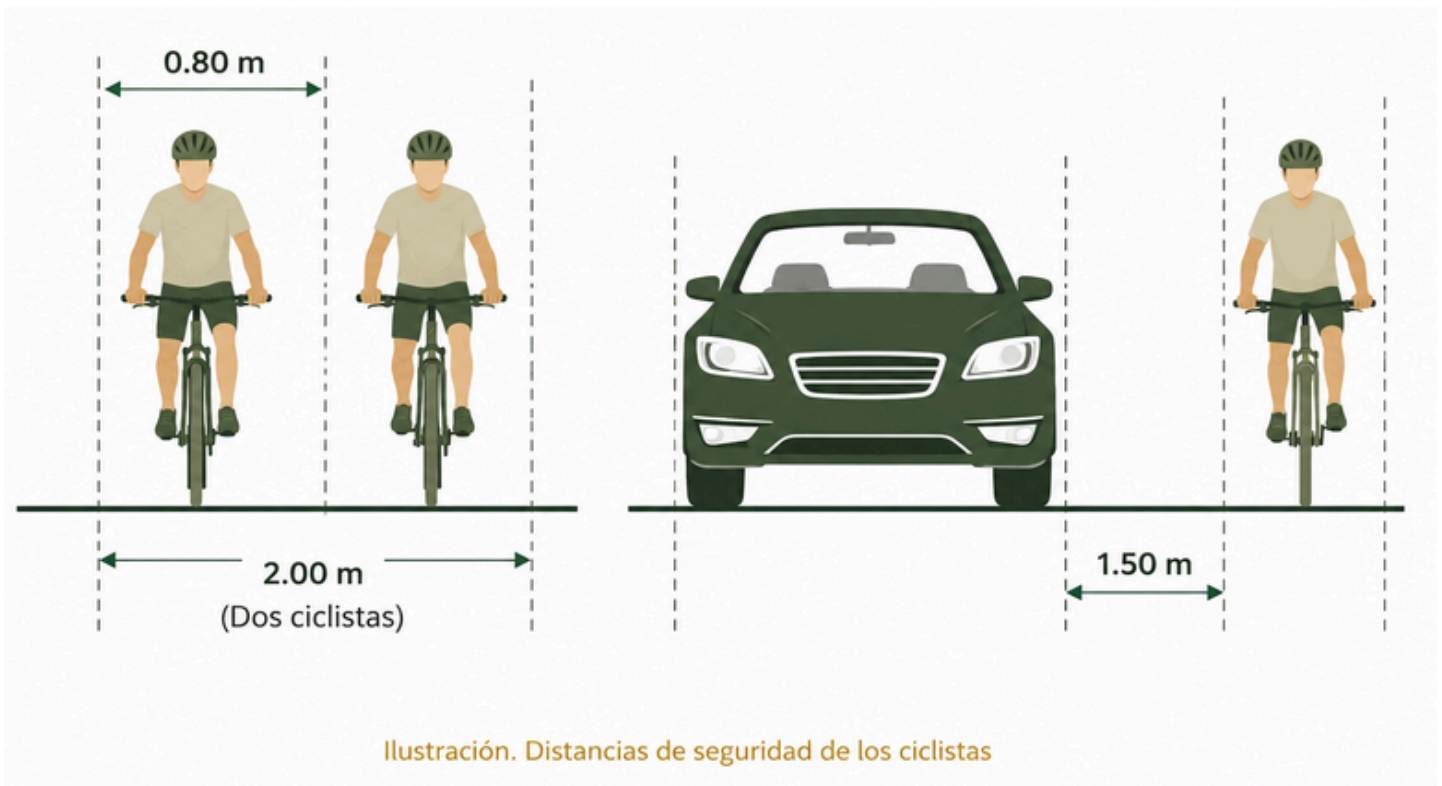 0.80 m
2.00 m
(Dos ciclistas)
1.50 m
Ilustración. Distancias de seguridad de los ciclistas